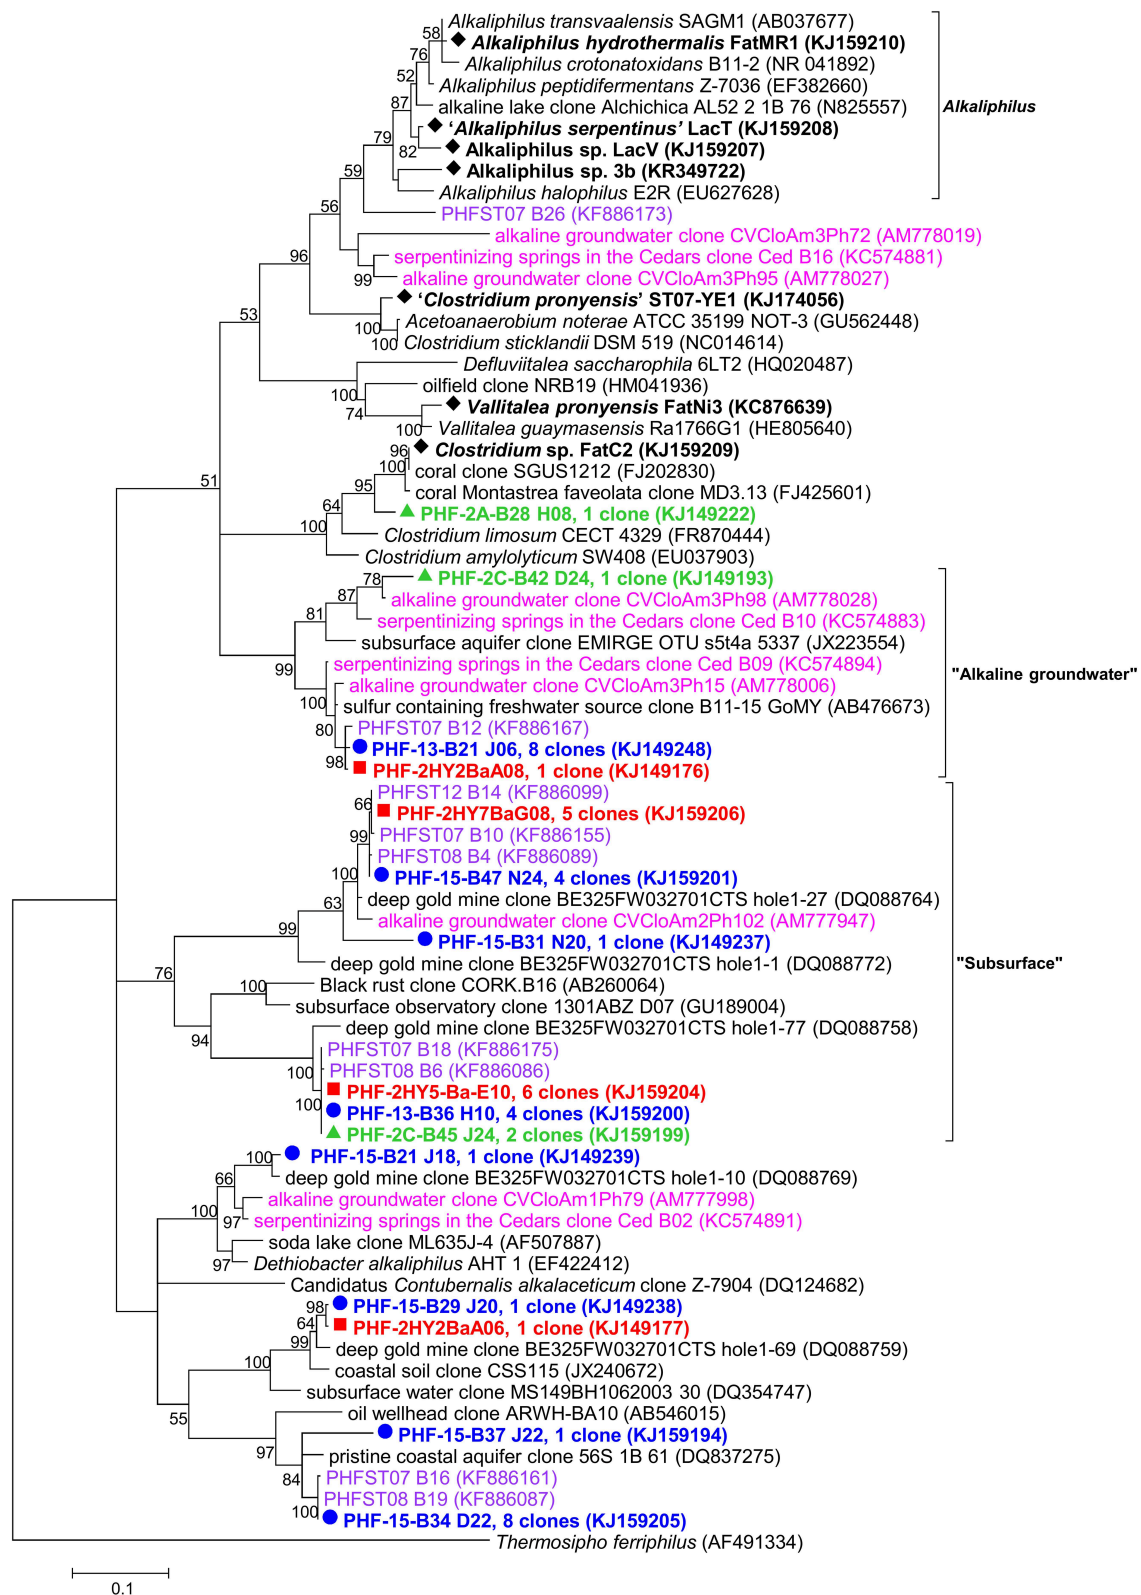 Alkaliphilus transvaalensis SAGM1 (AB037677)
58
Alkaliphilus hydrothermalis FatMR1 (KJ159210)
76
Alkaliphilus crotonatoxidans B11-2 (NR 041892)
52
Alkaliphilus peptidifermentans Z-7036 (EF382660)
87
alkaline lake clone Alchichica AL52 2 1B 76 (N825557)
Alkaliphilus
79
‘Alkaliphilus serpentinus’ LacT (KJ159208)
82
Alkaliphilus sp. LacV (KJ159207)
59
Alkaliphilus sp. 3b (KR349722)
Alkaliphilus halophilus E2R (EU627628)
56
PHFST07 B26 (KF886173)
alkaline groundwater clone CVCloAm3Ph72 (AM778019)
96
serpentinizing springs in the Cedars clone Ced B16 (KC574881)
99
alkaline groundwater clone CVCloAm3Ph95 (AM778027)
53
‘Clostridium pronyensis’ ST07-YE1 (KJ174056)
100
Acetoanaerobium noterae ATCC 35199 NOT-3 (GU562448)
100
Clostridium sticklandii DSM 519 (NC014614)
Defluviitalea saccharophila 6LT2 (HQ020487)
100
oilfield clone NRB19 (HM041936)
74
Vallitalea pronyensis FatNi3 (KC876639)
100
Vallitalea guaymasensis Ra1766G1 (HE805640)
96
Clostridium sp. FatC2 (KJ159209)
100
coral clone SGUS1212 (FJ202830)
51
95
coral Montastrea faveolata clone MD3.13 (FJ425601)
64
PHF-2A-B28 H08, 1 clone (KJ149222)
100
Clostridium limosum CECT 4329 (FR870444)
Clostridium amylolyticum SW408 (EU037903)
78
PHF-2C-B42 D24, 1 clone (KJ149193)
87
alkaline groundwater clone CVCloAm3Ph98 (AM778028)
81
serpentinizing springs in the Cedars clone Ced B10 (KC574883)
subsurface aquifer clone EMIRGE OTU s5t4a 5337 (JX223554)
99
serpentinizing springs in the Cedars clone Ced B09 (KC574894)
"Alkaline groundwater"
alkaline groundwater clone CVCloAm3Ph15 (AM778006)
100
sulfur containing freshwater source clone B11-15 GoMY (AB476673)
80
PHFST07 B12 (KF886167)
PHF-13-B21 J06, 8 clones (KJ149248)
98
PHF-2HY2BaA08, 1 clone (KJ149176)
PHFST12 B14 (KF886099)
66
PHF-2HY7BaG08, 5 clones (KJ159206)
99
PHFST07 B10 (KF886155)
PHFST08 B4 (KF886089)
100
PHF-15-B47 N24, 4 clones (KJ159201)
63
deep gold mine clone BE325FW032701CTS hole1-27 (DQ088764)
alkaline groundwater clone CVCloAm2Ph102 (AM777947)
99
PHF-15-B31 N20, 1 clone (KJ149237)
"Subsurface"
76
deep gold mine clone BE325FW032701CTS hole1-1 (DQ088772)
100
Black rust clone CORK.B16 (AB260064)
subsurface observatory clone 1301ABZ D07 (GU189004)
94
deep gold mine clone BE325FW032701CTS hole1-77 (DQ088758)
PHFST07 B18 (KF886175)
100
PHFST08 B6 (KF886086)
PHF-2HY5-Ba-E10, 6 clones (KJ159204)
100
PHF-13-B36 H10, 4 clones (KJ159200)
PHF-2C-B45 J24, 2 clones (KJ159199)
100
PHF-15-B21 J18, 1 clone (KJ149239)
66
deep gold mine clone BE325FW032701CTS hole1-10 (DQ088769)
alkaline groundwater clone CVCloAm1Ph79 (AM777998)
100
97
serpentinizing springs in the Cedars clone Ced B02 (KC574891)
soda lake clone ML635J-4 (AF507887)
97
Dethiobacter alkaliphilus AHT 1 (EF422412)
Candidatus Contubernalis alkalaceticum clone Z-7904 (DQ124682)
98
PHF-15-B29 J20, 1 clone (KJ149238)
64
PHF-2HY2BaA06, 1 clone (KJ149177)
99
deep gold mine clone BE325FW032701CTS hole1-69 (DQ088759)
100
coastal soil clone CSS115 (JX240672)
subsurface water clone MS149BH1062003 30 (DQ354747)
55
oil wellhead clone ARWH-BA10 (AB546015)
PHF-15-B37 J22, 1 clone (KJ159194)
97
pristine coastal aquifer clone 56S 1B 61 (DQ837275)
84
PHFST07 B16 (KF886161)
PHFST08 B19 (KF886087)
100
PHF-15-B34 D22, 8 clones (KJ159205)
Thermosipho ferriphilus (AF491334)
0.1